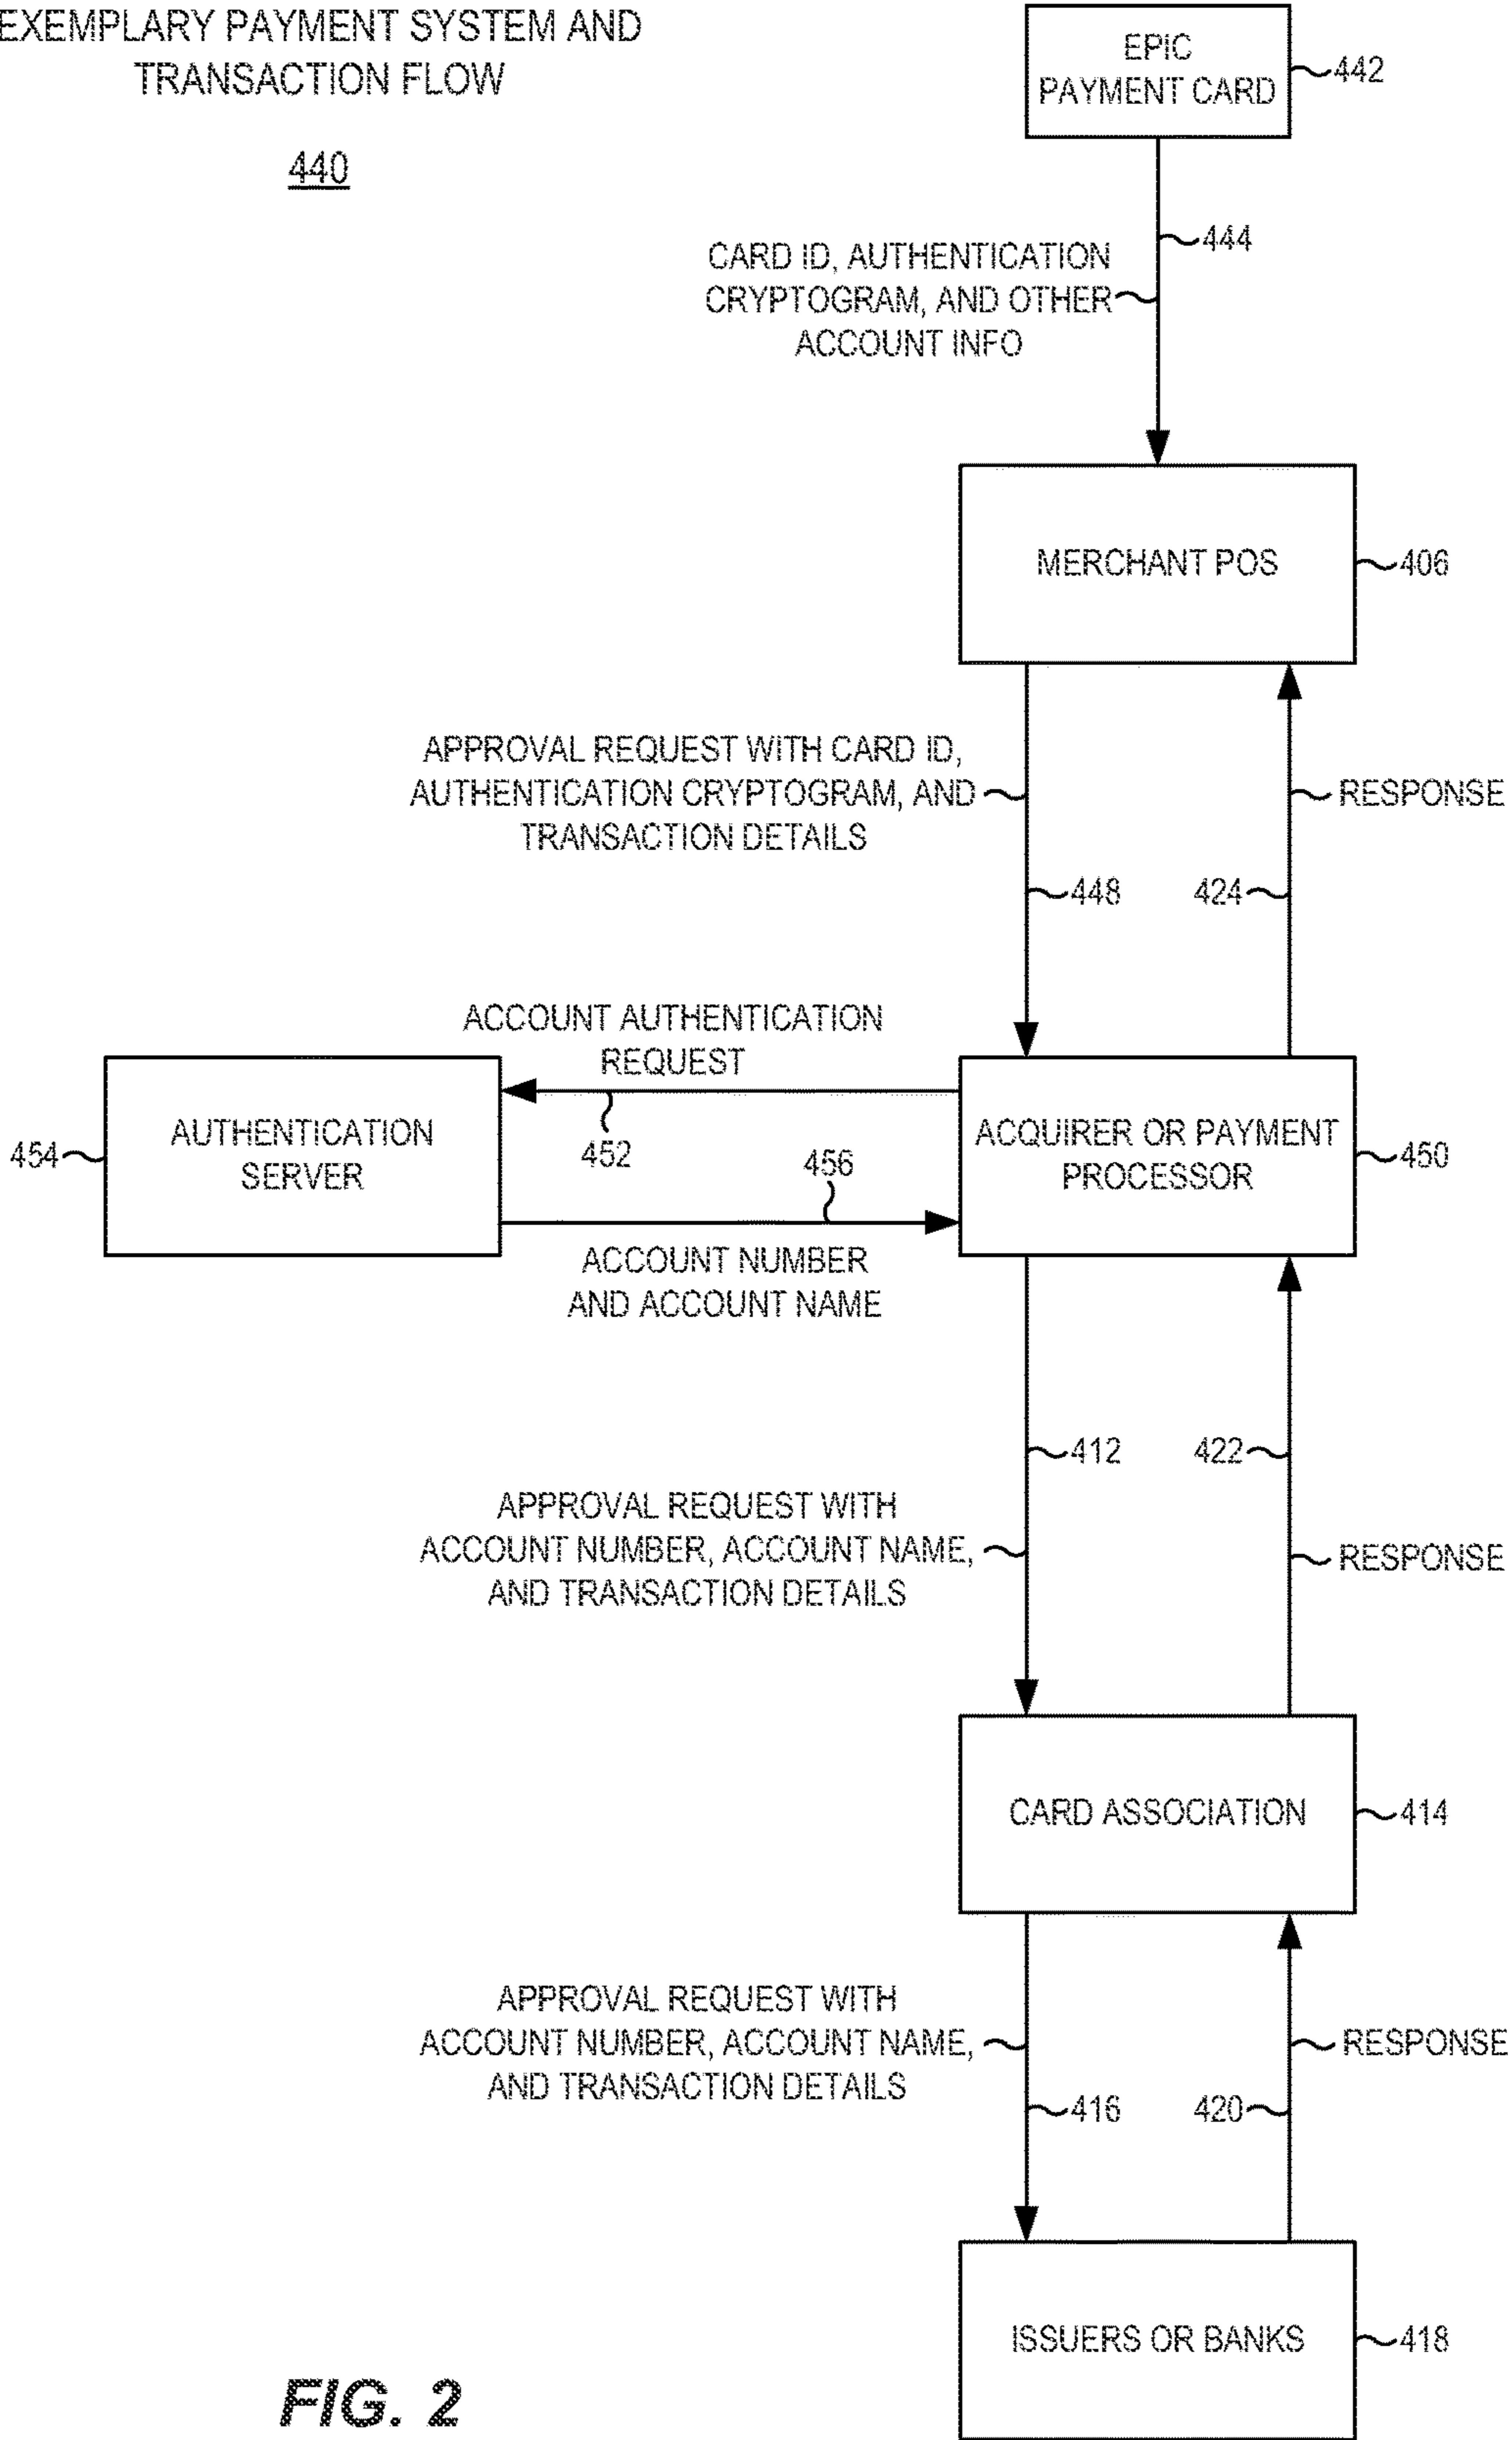 EXEMPLARY PAYMENT SYSTEM AND
TRANSACTION FLOW
440
EPIC
PAYMENT CARD
442
444
CARD ID, AUTHENTICATION
CRYPTOGRAM, AND OTHER
ACCOUNT INFO
MERCHANT POS
406
APPROVAL REQUEST WITH CARD ID,
AUTHENTICATION CRYPTOGRAM, AND
TRANSACTION DETAILS
RESPONSE
448
424
ACCOUNT AUTHENTICATION
REQUEST
454
AUTHENTICATION
SERVER
452
456
ACQUIRER OR PAYMENT
PROCESSOR
450
ACCOUNT NUMBER
AND ACCOUNT NAME
412
422
APPROVAL REQUEST WITH
ACCOUNT NUMBER, ACCOUNT NAME,
AND TRANSACTION DETAILS
RESPONSE
CARD ASSOCIATION
414
APPROVAL REQUEST WITH
ACCOUNT NUMBER, ACCOUNT NAME,
AND TRANSACTION DETAILS
RESPONSE
416
420
ISSUERS OR BANKS
418
FIG. 2